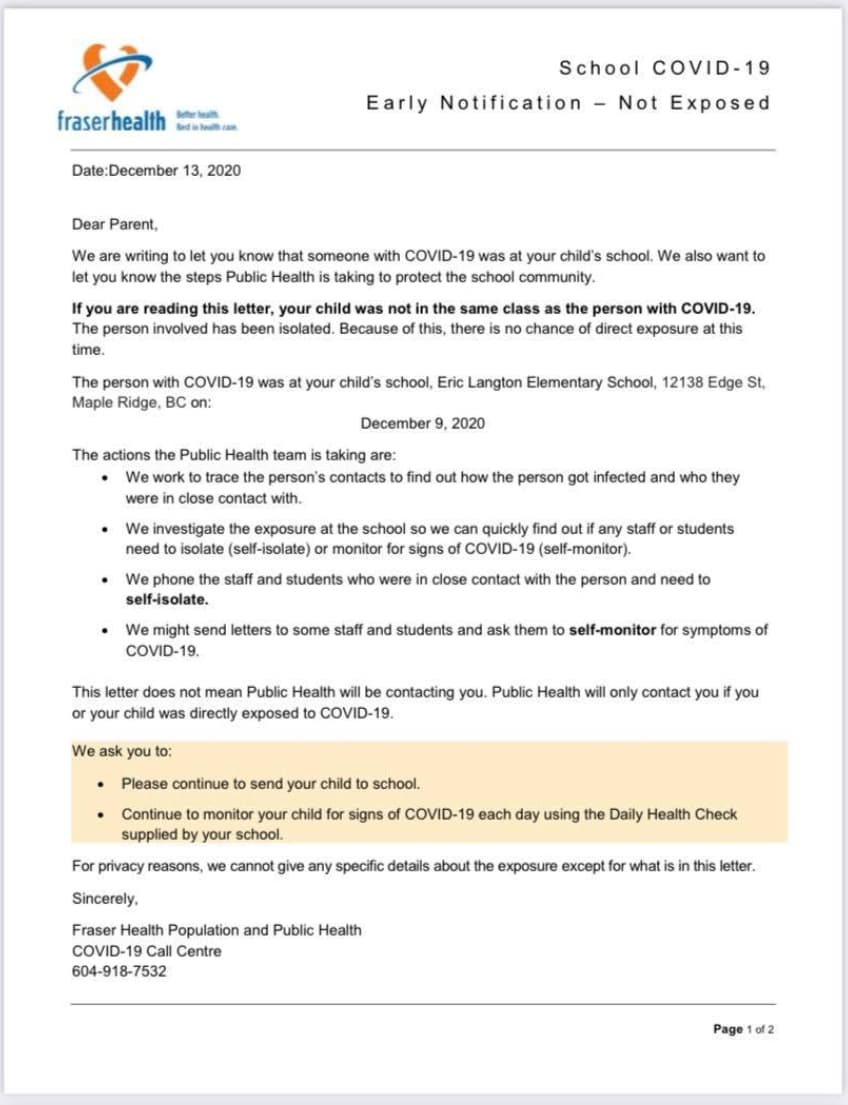 School COVID-19
Early Notification – Not Exposed
fraserhealth
Better health.
Best in health care.
Date:December 13, 2020
Dear Parent,
We are writing to let you know that someone with COVID-19 was at your child's school. We also want to
let you know the steps Public Health is taking to protect the school community.
If you are reading this letter, your child was not in the same class as the person with COVID-19.
The person involved has been isolated. Because of this, there is no chance of direct exposure at this
time.
The person with COVID-19 was at your child's school, Eric Langton Elementary School, 12138 Edge St,
Maple Ridge, BC on:
December 9, 2020
The actions the Public Health team is taking are:
• We work to trace the person's contacts to find out how the person got infected and who they
were in close contact with.
• We investigate the exposure at the school so we can quickly find out if any staff or students
need to isolate (self-isolate) or monitor for signs of COVID-19 (self-monitor).
• We phone the staff and students who were in close contact with the person and need to
self-isolate.
• We might send letters to some staff and students and ask them to self-monitor for symptoms of
COVID-19.
This letter does not mean Public Health will be contacting you. Public Health will only contact you if you
or your child was directly exposed to COVID-19.
We ask you to:
• Please continue to send your child to school.
• Continue to monitor your child for signs of COVID-19 each day using the Daily Health Check
supplied by your school.
For privacy reasons, we cannot give any specific details about the exposure except for what is in this letter.
Sincerely,
Fraser Health Population and Public Health
COVID-19 Call Centre
604-918-7532
Page 1 of 2